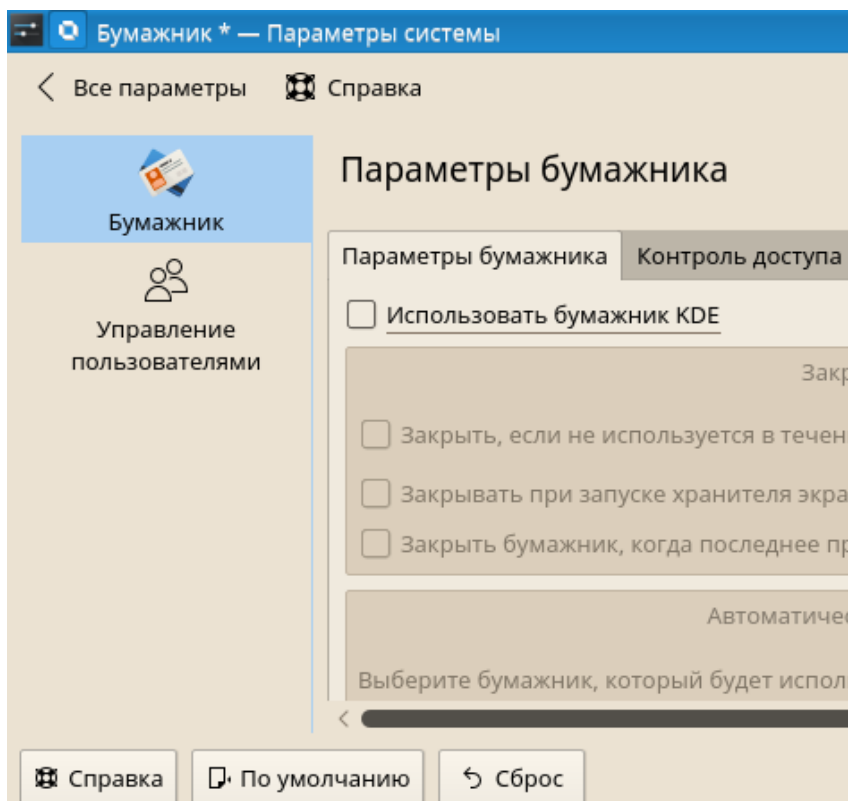 Бумажник * — Параметры системы
Все параметры Справка
Бумажник
Управление
пользователями
Параметры бумажника
Параметры бумажника Контроль доступа
Использовать бумажник KDE
Закр
Закрыть, если не используется в течен
Закрывать при запуске хранителя экра
Закрыть бумажник, когда последнее пр
Автоматичес
Выберите бумажник, который будет испол
Справка По умолчанию Сброс